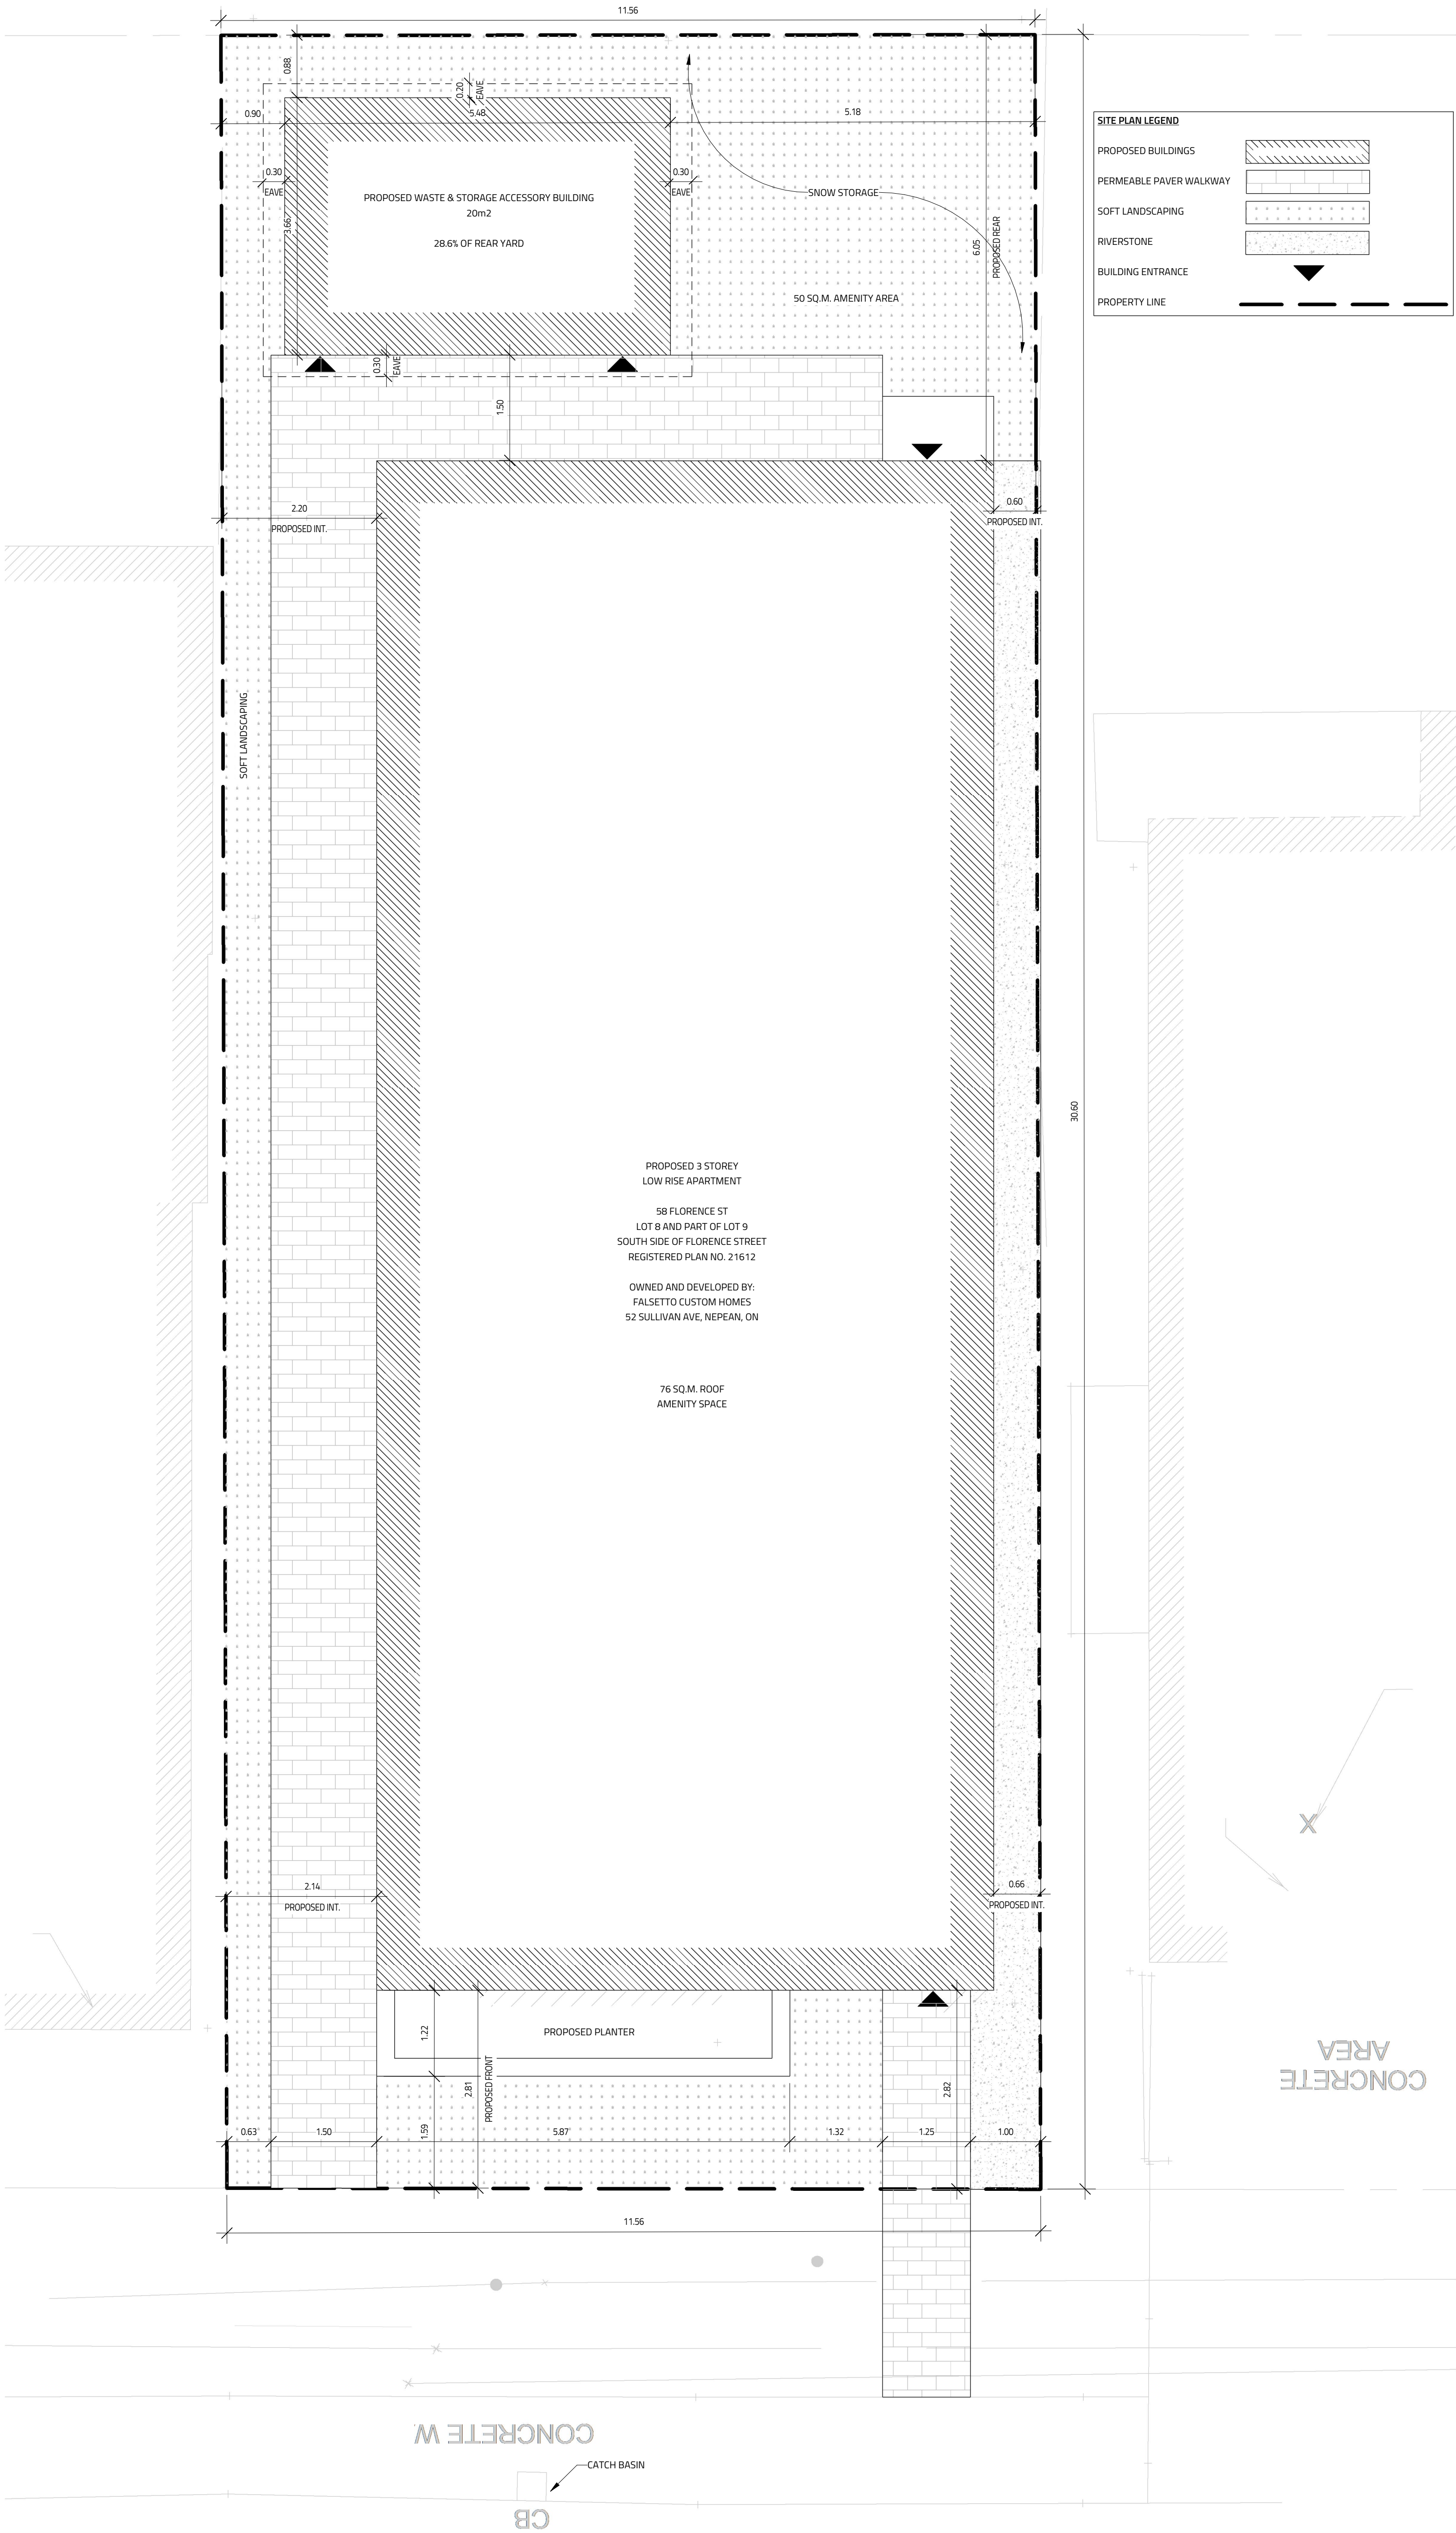 11.56
0.88
0.20
EAVE
0.90
5.48
5.18
0.30
EAVE
0.30
EAVE
3.66
PROPOSED WASTE & STORAGE ACCESSORY BUILDING
20m2
28.6% OF REAR YARD
SNOW STORAGE
6.05
PROPOSED REAR
50 SQ.M. AMENITY AREA
SITE PLAN LEGEND
PROPOSED BUILDINGS
PERMEABLE PAVER WALKWAY
SOFT LANDSCAPING
RIVERSTONE
BUILDING ENTRANCE
PROPERTY LINE
0.30
EAVE
1.50
2.20
PROPOSED INT.
0.60
PROPOSED INT.
SOFT LANDSCAPING
30.60
PROPOSED 3 STOREY
LOW RISE APARTMENT
58 FLORENCE ST
LOT 8 AND PART OF LOT 9
SOUTH SIDE OF FLORENCE STREET
REGISTERED PLAN NO. 21612
OWNED AND DEVELOPED BY:
FALSETTO CUSTOM HOMES
52 SULLIVAN AVE, NEPEAN, ON
76 SQ.M. ROOF
AMENITY SPACE
X
2.14
PROPOSED INT.
0.66
PROPOSED INT.
1.22
PROPOSED PLANTER
2.81
PROPOSED FRONT
2.82
1.59
0.63
1.50
5.87
1.32
1.25
1.00
CONCRETE
AREA
11.56
CONCRETE W
CATCH BASIN
CB